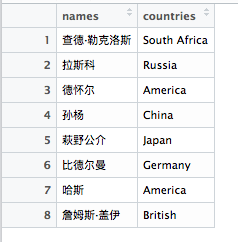 names countries
1 查德·勒克洛斯 South Africa
2 拉斯科 Russia
3 德怀尔 America
4 孙杨 China
5 萩野公介 Japan
6 比德尔曼 Germany
7 哈斯 America
8 詹姆斯·盖伊 British